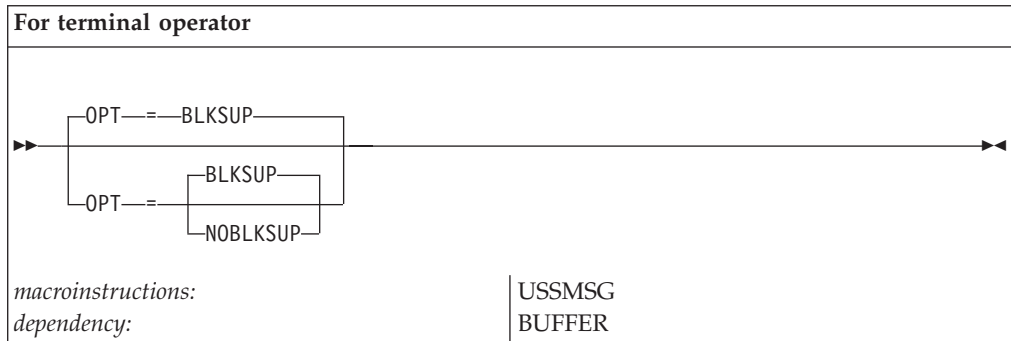 For terminal operator
OPT=BLKSUP
BLKSUP
OPT=
NOBLKSUP
macroinstructions: USSMSG
dependency: BUFFER